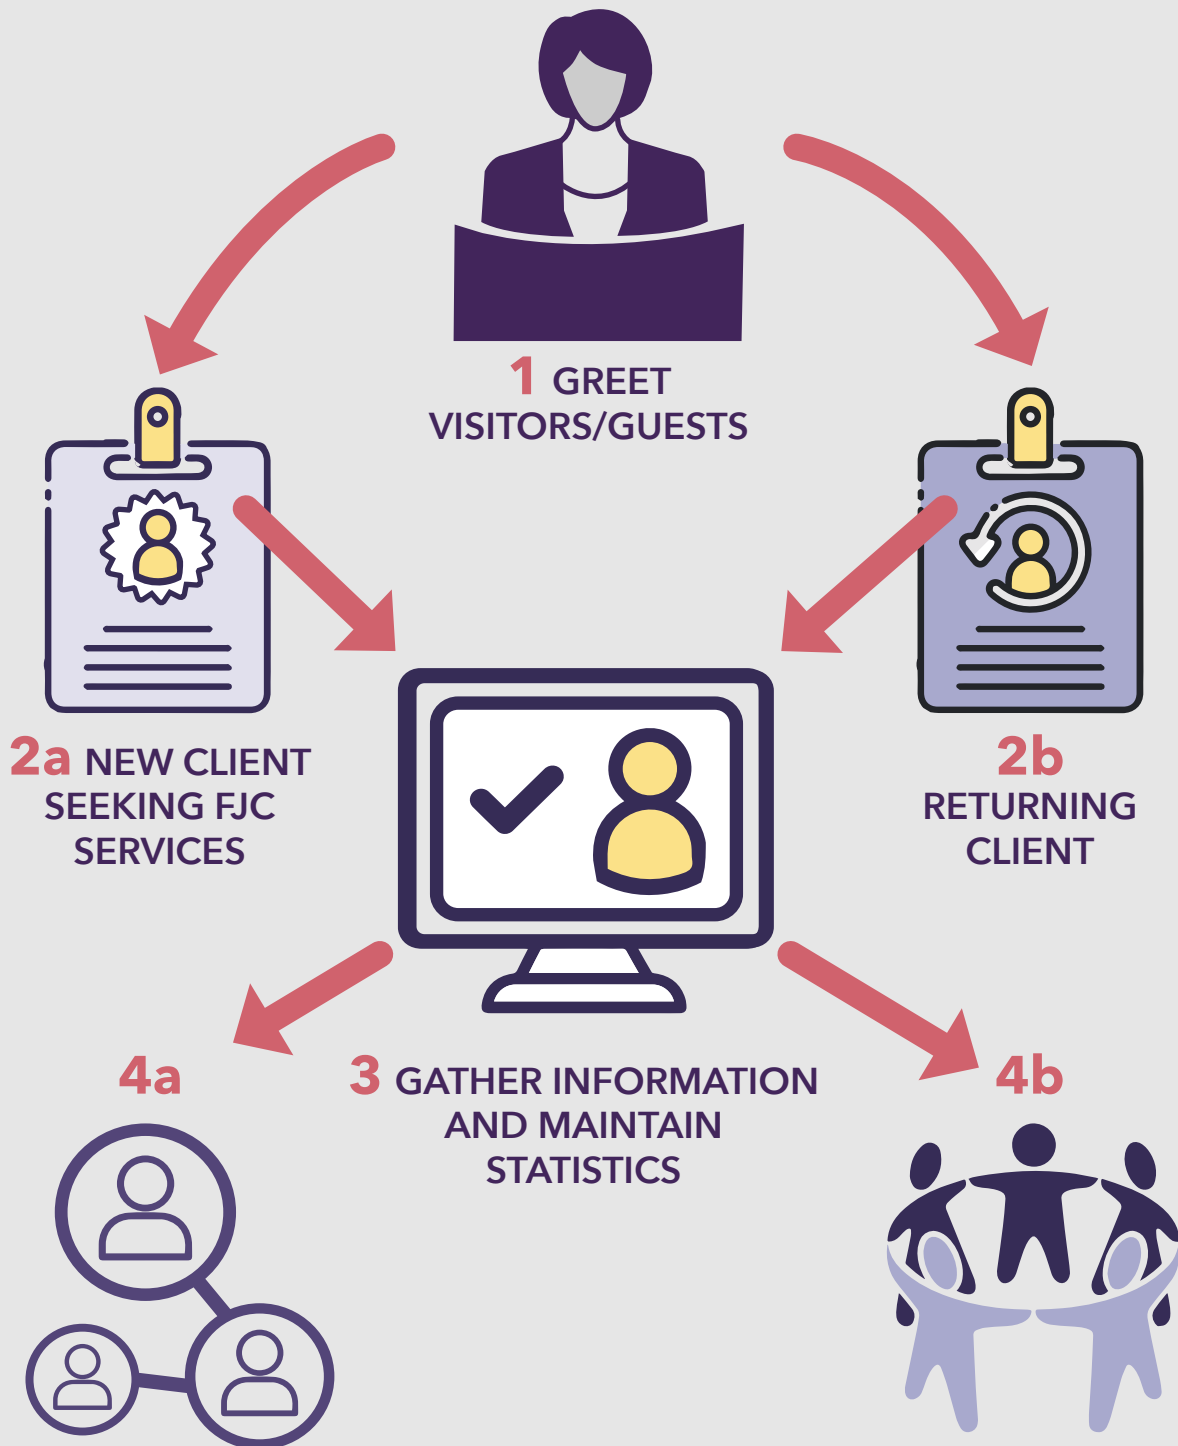 1 GREET
VISITORS/GUESTS
2a NEW CLIENT
SEEKING FJC
SERVICES
2b
RETURNING
CLIENT
3 GATHER INFORMATION
AND MAINTAIN
STATISTICS
4a
4b